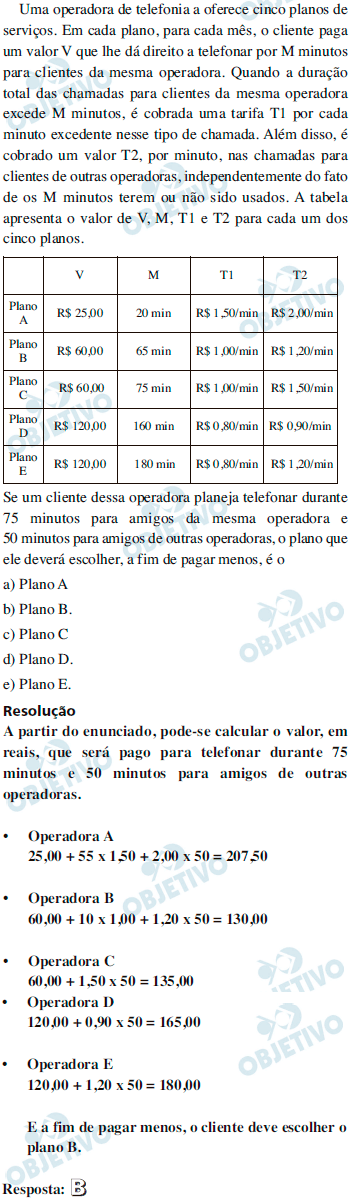 Uma operadora de telefonia a oferece cinco planos de
serviços. Em cada plano, para cada mês, o cliente paga
um valor V que lhe dá direito a telefonar por M minutos
para clientes da mesma operadora. Quando a duração
total das chamadas para clientes da mesma operadora
excede M minutos, é cobrada uma tarifa T1 por cada
minuto excedente nesse tipo de chamada. Além disso, é
cobrado um valor T2, por minuto, nas chamadas para
clientes de outras operadoras, independentemente do fato
de os M minutos terem ou não sido usados. A tabela
apresenta o valor de V, M, T1 e T2 para cada um dos
cinco planos.
V M T1 T2
Plano A R$ 25,00 20 min R$ 1,50/min R$ 2,00/min
Plano B R$ 60,00 65 min R$ 1,00/min R$ 1,20/min
Plano C R$ 60,00 75 min R$ 1,00/min R$ 1,50/min
Plano D R$ 120,00 160 min R$ 0,80/min R$ 0,90/min
Plano E R$ 120,00 180 min R$ 0,80/min R$ 1,20/min
Se um cliente dessa operadora planeja telefonar durante
75 minutos para amigos da mesma operadora e
50 minutos para amigos de outras operadoras, o plano que
ele deverá escolher, a fim de pagar menos, é o
a) Plano A
b) Plano B.
c) Plano C
d) Plano D.
e) Plano E.
Resolução
A partir do enunciado, pode-se calcular o valor, em
reais, que será pago para telefonar durante 75
minutos e 50 minutos para amigos de outras
operadoras.
• Operadora A
25,00 + 55 x 1,50 + 2,00 x 50 = 207,50
• Operadora B
60,00 + 10 x 1,00 + 1,20 x 50 = 130,00
• Operadora C
60,00 + 1,50 x 50 = 135,00
• Operadora D
120,00 + 0,90 x 50 = 165,00
• Operadora E
120,00 + 1,20 x 50 = 180,00
E a fim de pagar menos, o cliente deve escolher o
plano B.
Resposta: B
OBJETIVO